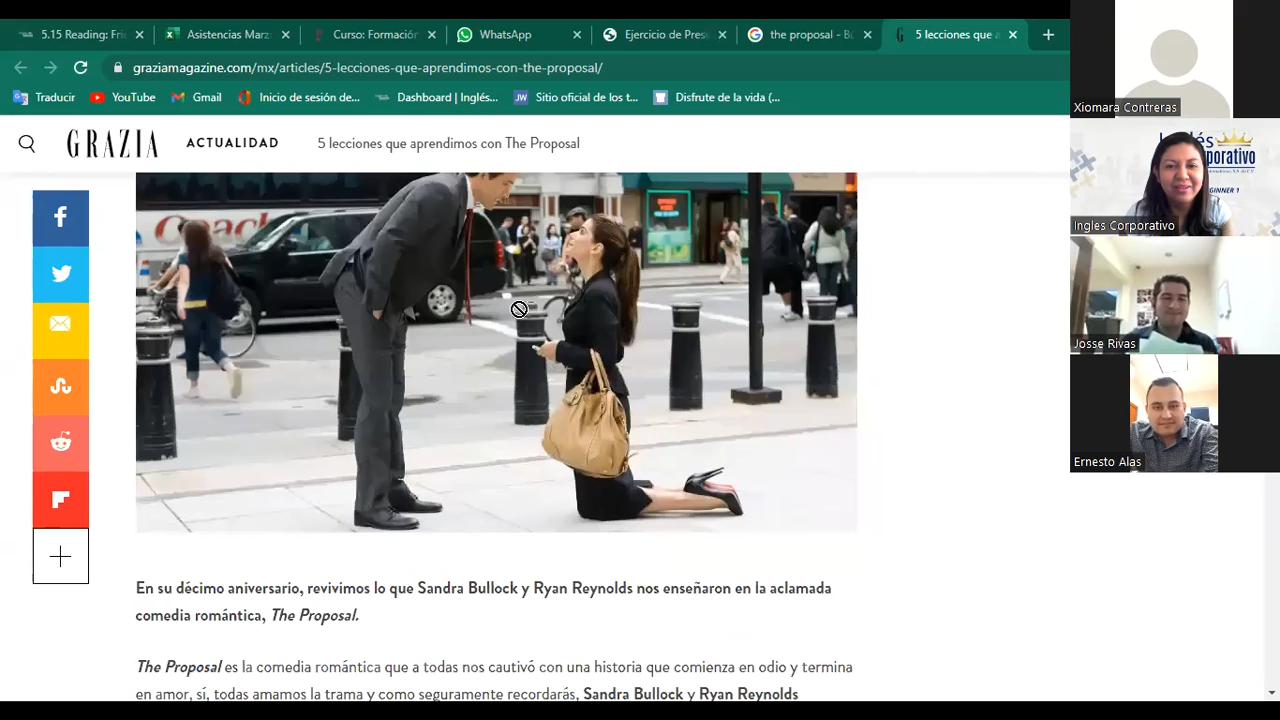 5.15 Reading: Fri
Asistencias Marz
Curso: Formación
WhatsApp
Ejercicio de Pres
the proposal - B
5 lecciones que a
graziamagazine.com/mx/articles/5-lecciones-que-aprendimos-con-the-proposal/
Traducir
YouTube
Gmail
Inicio de sesión de...
Dashboard | Inglés...
JW
Sitio oficial de los t...
Disfrute de la vida (...
GRAZIA
ACTUALIDAD
5 lecciones que aprendimos con The Proposal
Coach
En su décimo aniversario, revivimos lo que Sandra Bullock y Ryan Reynolds nos enseñaron en la aclamada
comedia romántica, The Proposal.
The Proposal es la comedia romántica que a todas nos cautivó con una historia que comienza en odio y termina
en amor, sí, todas amamos la trama y como seguramente recordarás, Sandra Bullock y Ryan Reynolds
Xiomara Contreras
Ingles Corporativo
Josse Rivas
Ernesto Alas